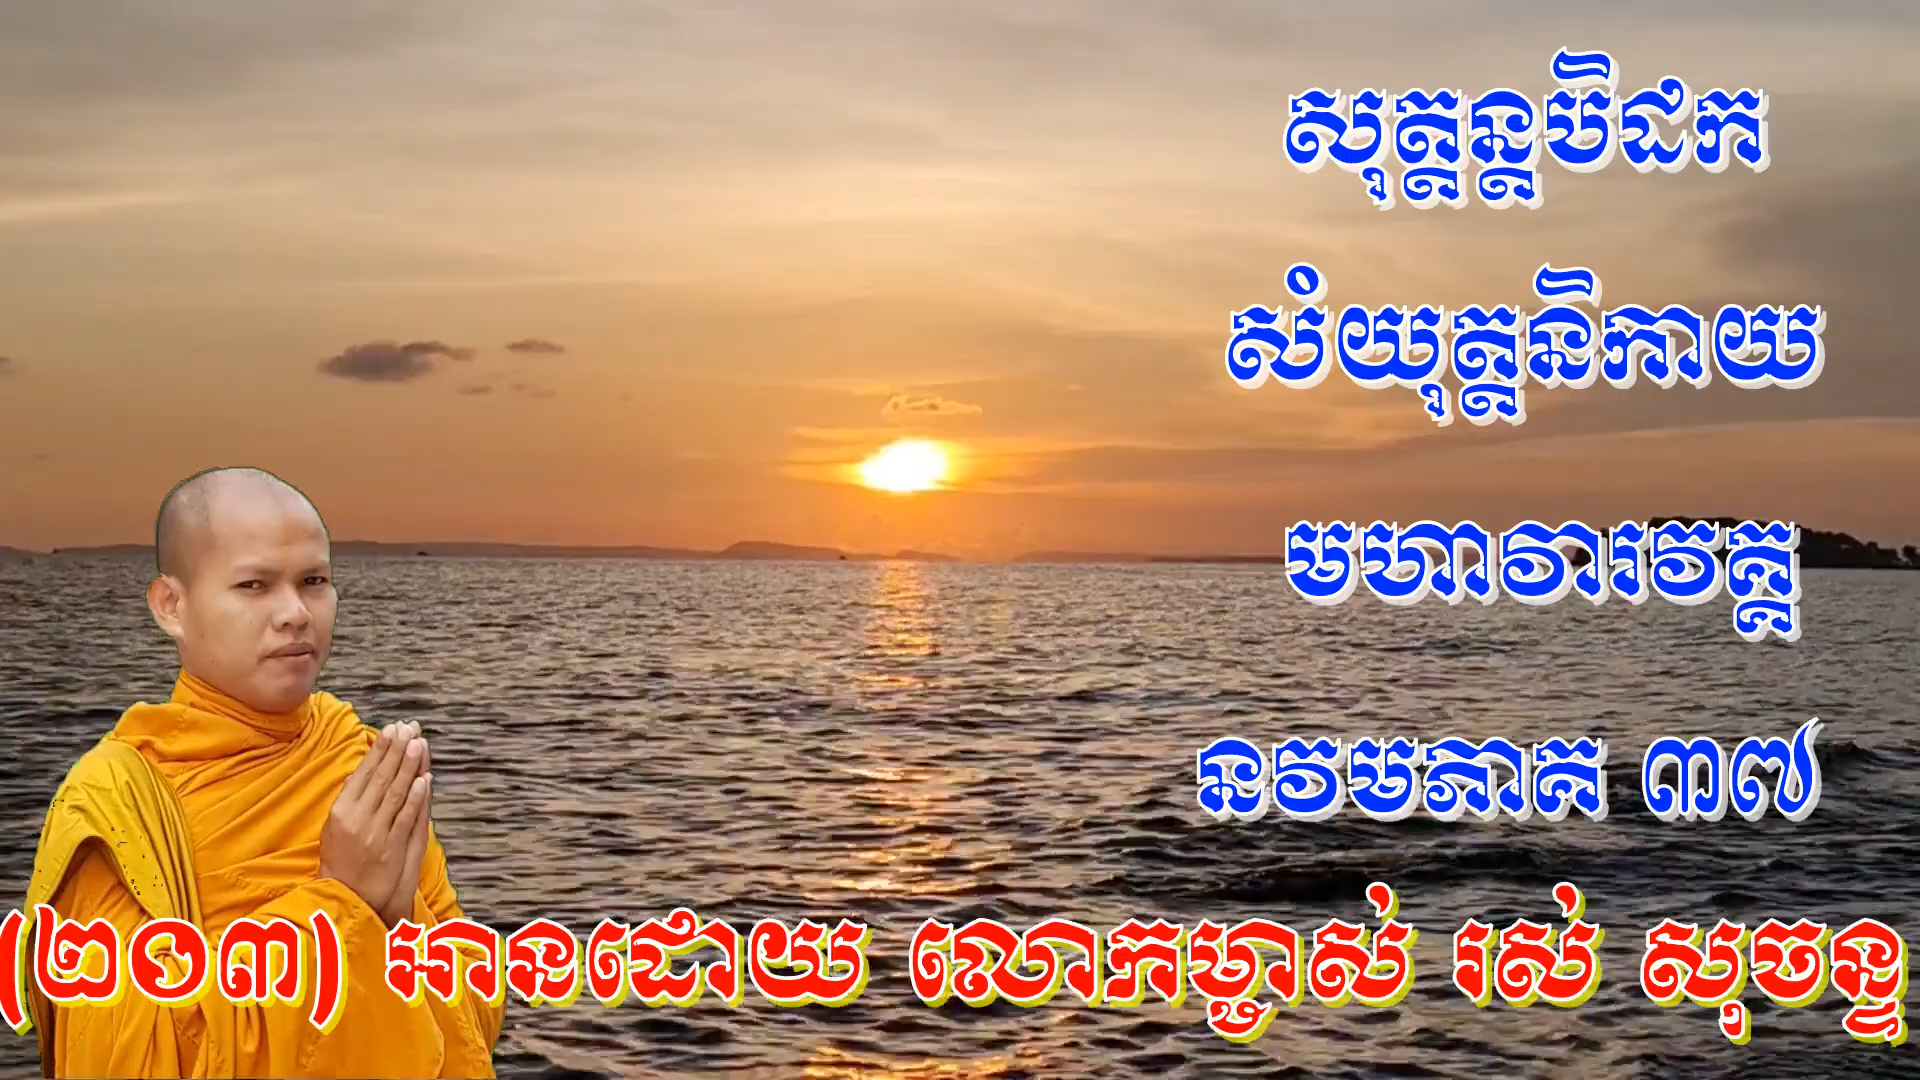 សុត្តន្តបិដក
សំយុត្តនិកាយ
មហាវារវគ្គ
នវមភាគ ៣៧
(២១៣) អានដោយ លោកម្ចាស់ រស់ សុចន្ទ